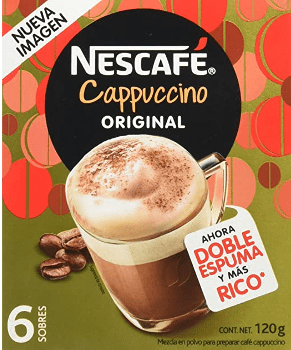 NUEVA
IMAGEN
NESCAFÉ®
Cappuccino
ORIGINAL
AHORA
DOBLE
ESPUMA
Y MÁS
RICO*
6
SOBRES
CONT. NET. 120g
Mezcla en polvo para preparar café cappuccino